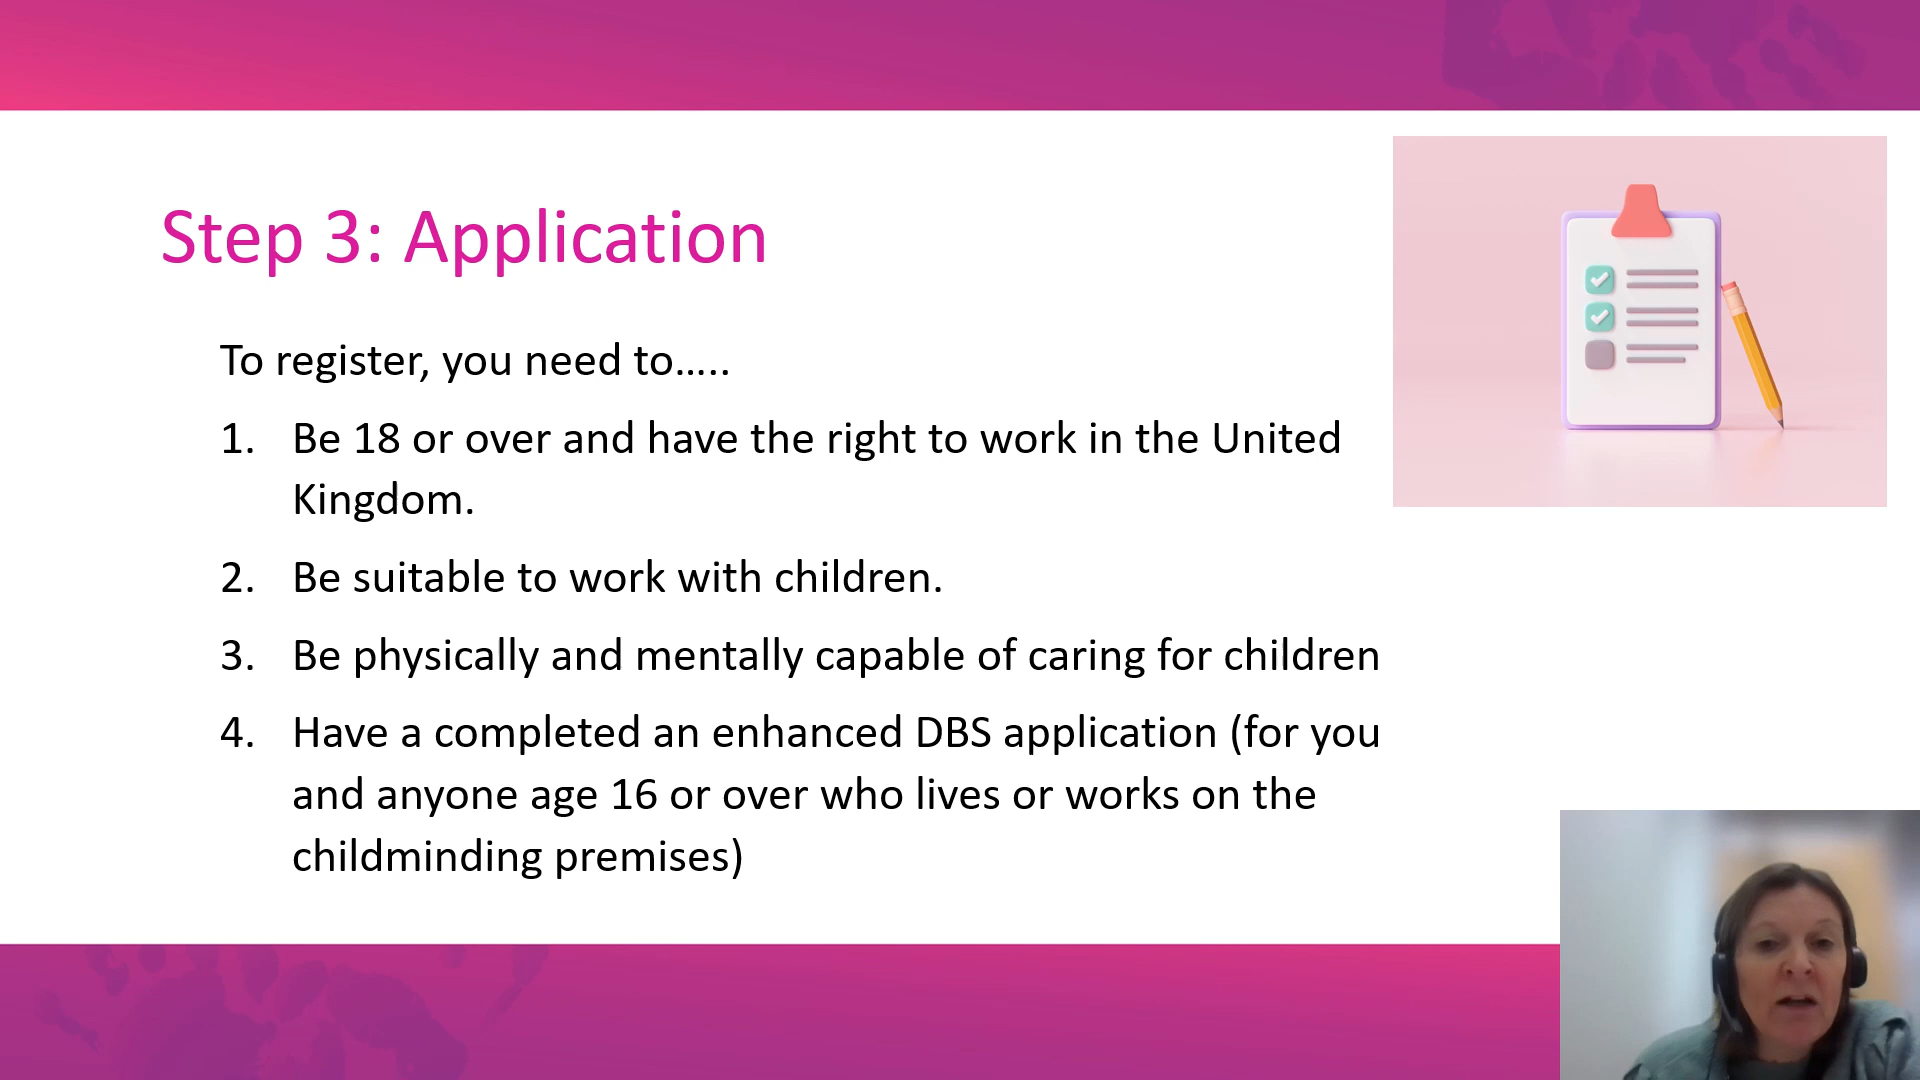 Step 3: Application
To register, you need to…..
1. Be 18 or over and have the right to work in the United
Kingdom.
2. Be suitable to work with children.
3. Be physically and mentally capable of caring for children
4. Have a completed an enhanced DBS application (for you
and anyone age 16 or over who lives or works on the
childminding premises)